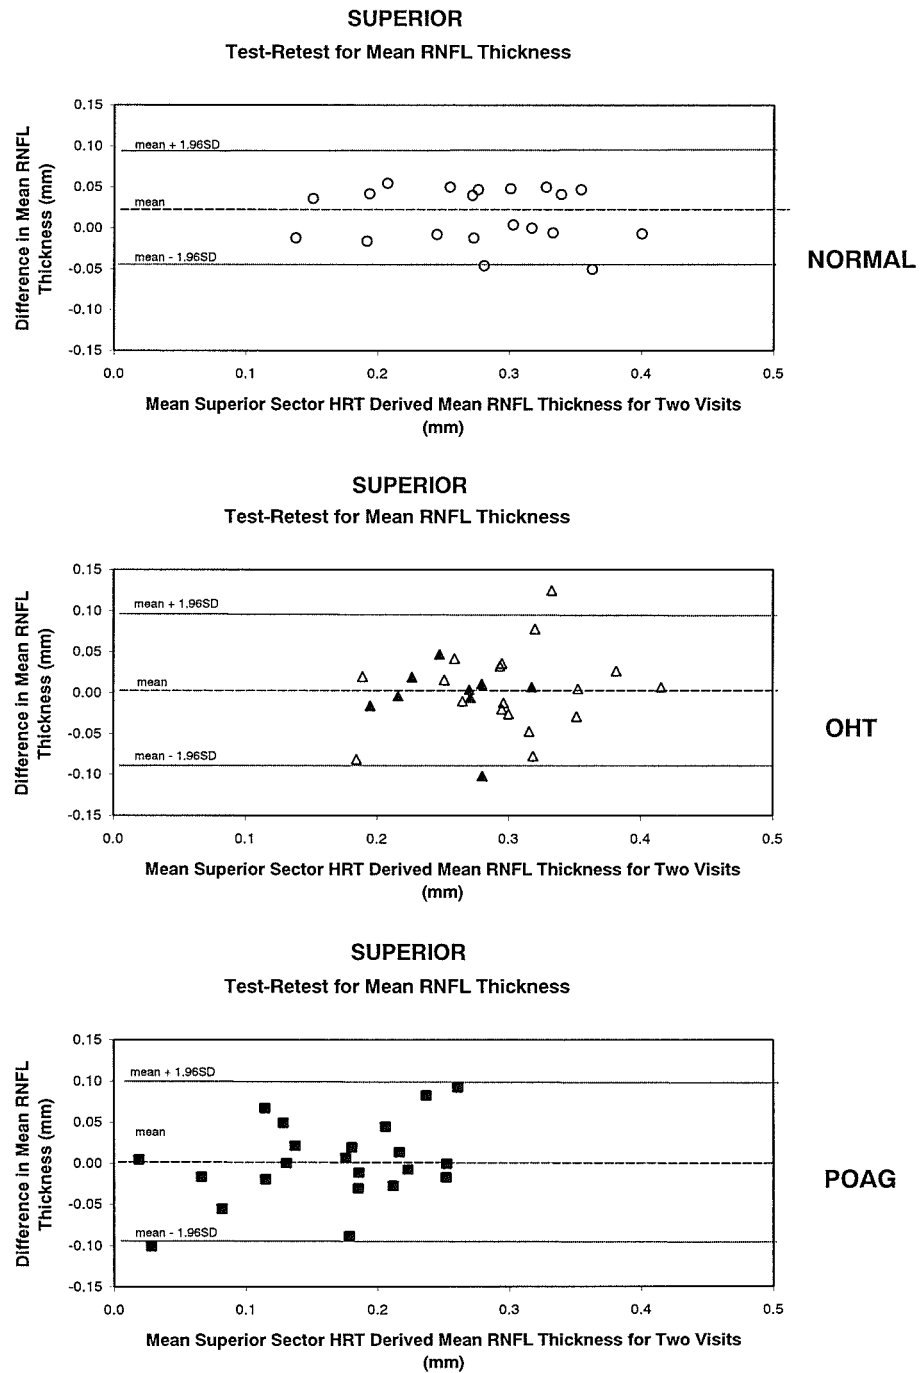 SUPERIOR
Test-Retest for Mean RNFL Thickness
Difference in Mean RNFL
Thickness (mm)
0.15
0.10
0.05
0.00
-0.05
-0.10
-0.15
mean + 1.96SD
mean
mean - 1.96SD
0.0 0.1 0.2 0.3 0.4 0.5
Mean Superior Sector HRT Derived Mean RNFL Thickness for Two Visits
(mm)
NORMAL
SUPERIOR
Test-Retest for Mean RNFL Thickness
Difference in Mean RNFL
Thickness (mm)
0.15
0.10
0.05
0.00
-0.05
-0.10
-0.15
mean + 1.96SD
mean
mean - 1.96SD
0.0 0.1 0.2 0.3 0.4 0.5
Mean Superior Sector HRT Derived Mean RNFL Thickness for Two Visits
(mm)
OHT
SUPERIOR
Test-Retest for Mean RNFL Thickness
Difference in Mean RNFL
Thickness (mm)
0.15
0.10
0.05
0.00
-0.05
-0.10
-0.15
mean + 1.96SD
mean
mean - 1.96SD
0.0 0.1 0.2 0.3 0.4 0.5
Mean Superior Sector HRT Derived Mean RNFL Thickness for Two Visits
(mm)
POAG